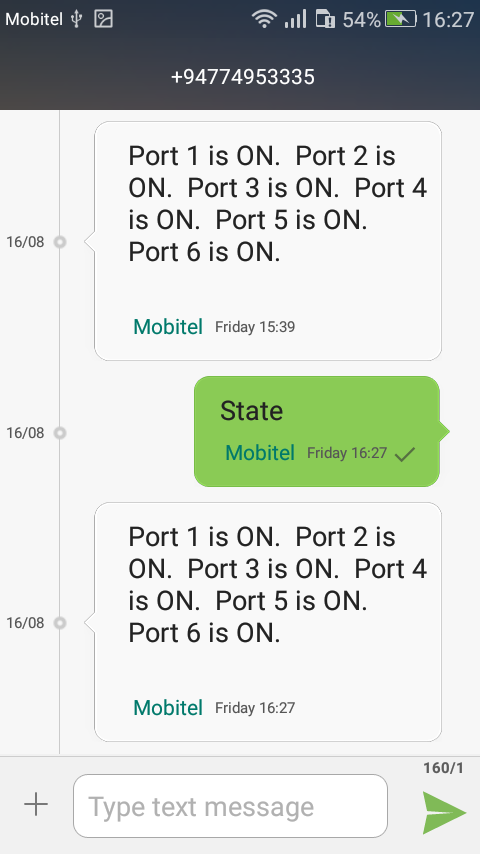 Mobitel 54% 16:27
+94774953335
Port 1 is ON.  Port 2 is
ON.  Port 3 is ON.  Port 4
is ON.  Port 5 is ON.
Port 6 is ON.
16/08
Mobitel Friday 15:39
State
16/08
Mobitel Friday 16:27
Port 1 is ON.  Port 2 is
ON.  Port 3 is ON.  Port 4
is ON.  Port 5 is ON.
16/08
Port 6 is ON.
Mobitel Friday 16:27
160/1
Type text message